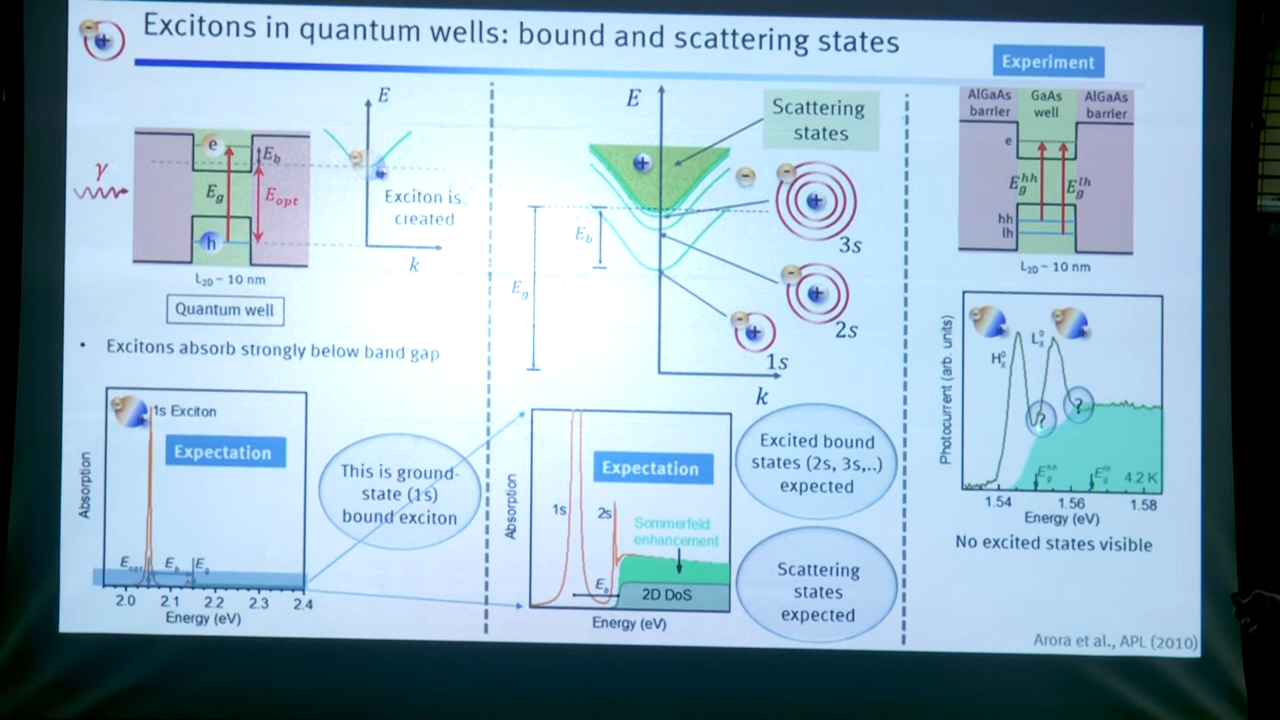 Excitons in quantum wells: bound and scattering states
Experiment
γ
e
E_b
E_g
E_opt
h
L2D ~ 10 nm
Quantum well
E
Exciton is
created
k
• Excitons absorb strongly below band gap
Absorption
1s Exciton
Expectation
E_opt
E_b
E_g
2.0 2.1 2.2 2.3 2.4
Energy (eV)
This is ground-
state (1s)
bound exciton
E
Scattering
states
E_b
E_g
3s
2s
1s
k
Absorption
Expectation
1s
2s
Sommerfeld
enhancement
E_b
2D DoS
Energy (eV)
Excited bound
states (2s, 3s,..)
expected
Scattering
states
expected
AlGaAs
barrier
GaAs
well
AlGaAs
barrier
e
E_g^hh
E_g^lh
hh
lh
L2D ~ 10 nm
Photocurrent (arb. units)
H_x^0
L_x^0
?
?
E_g^hh
E_g^lh
4.2 K
1.54 1.56 1.58
Energy (eV)
No excited states visible
Arora et al., APL (2010)